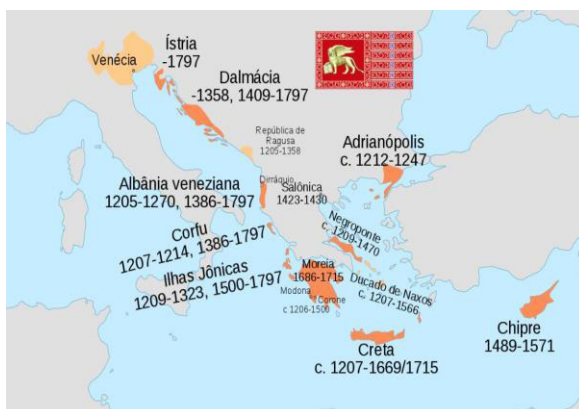 Venécia
Ístria
-1797
Dalmácia
-1358, 1409-1797
República de
Ragusa
1205-1358
Adrianópolis
c. 1212-1247
Dirráquio
Albânia veneziana
1205-1270, 1386-1797
Salônica
1423-1430
Corfu
1207-1214, 1386-1797
Negroponte
c. 1209-1470
Ilhas Jônicas
1209-1323, 1500-1797
Moreia
1686-1715
Modona
Corone
c 1206-1500
Ducado de Naxos
c. 1207-1566
Creta
c. 1207-1669/1715
Chipre
1489-1571